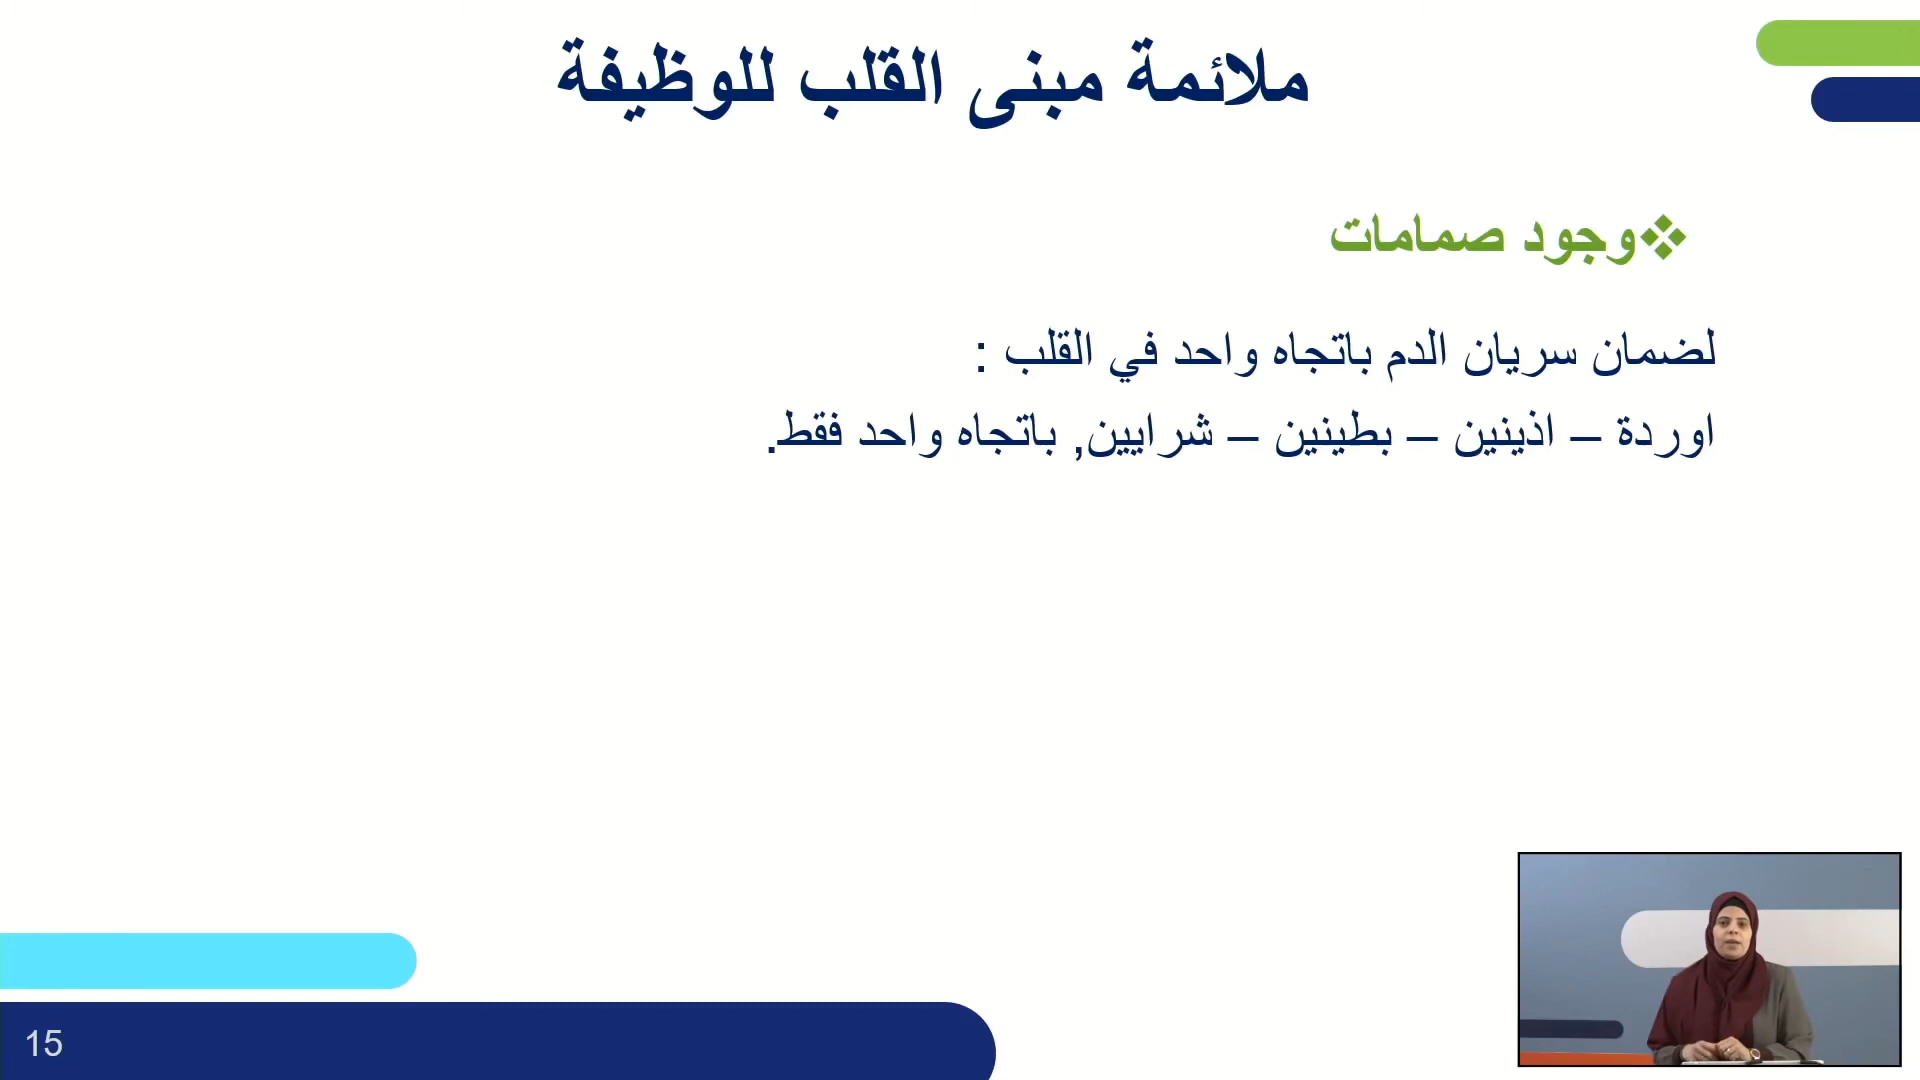 ملائمة مبنى القلب للوظيفة
❖وجود صمامات
لضمان سريان الدم باتجاه واحد في القلب :
اوردة – اذينين – بطينين – شرايين, باتجاه واحد فقط.
15